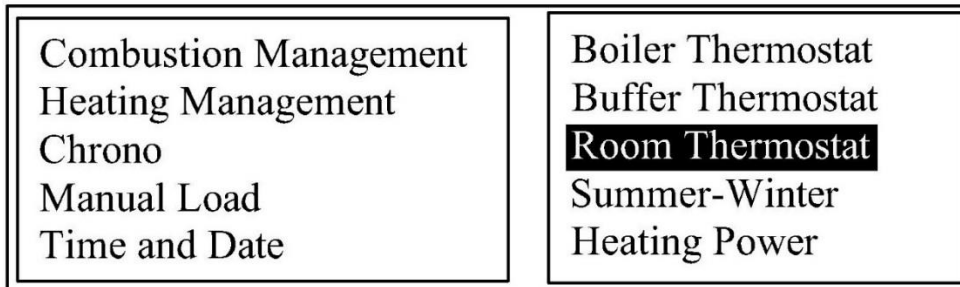 Combustion Management
Heating Management
Chrono
Manual Load
Time and Date
Boiler Thermostat
Buffer Thermostat
Room Thermostat
Summer-Winter
Heating Power